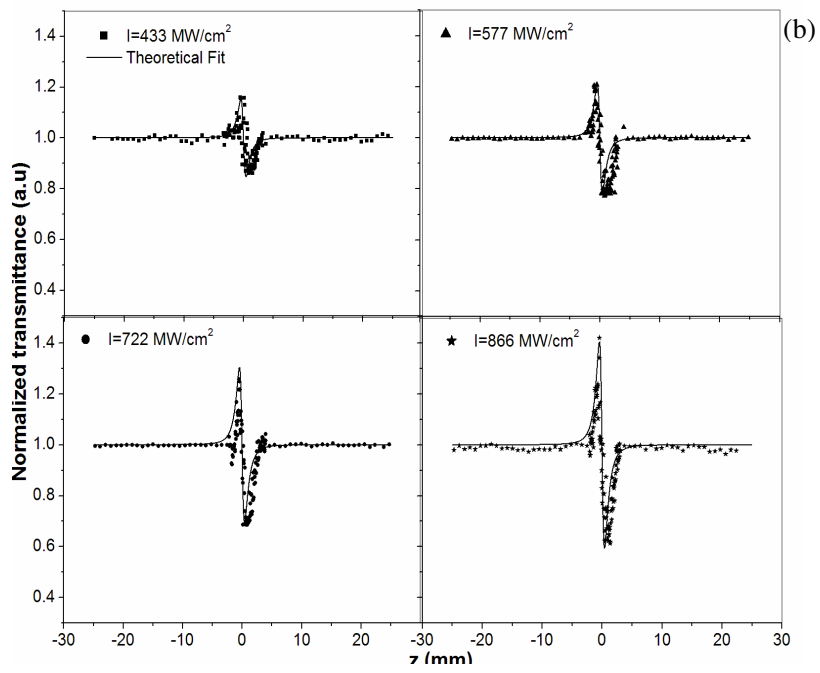 I=433 MW/cm²
Theoretical Fit
I=577 MW/cm²
(b)
1.4
1.2
1.0
0.8
0.6
0.4
Normalized transmittance (a.u)
I=722 MW/cm²
I=866 MW/cm²
1.4
1.2
1.0
0.8
0.6
0.4
-30 -20 -10 0 10 20 -30 -20 -10 0 10 20 30
z (mm)